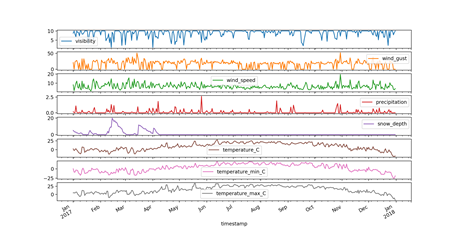 10
5
visibility
50
0
wind_gust
20
10
0
wind_speed
2.5
0.0
precipitation
20
10
0
snow_depth
25
0
temperature_C
0
−25
temperature_min_C
25
0
temperature_max_C
Jan
2017
Feb
Mar
Apr
May
Jun
Jul
Aug
Sep
Oct
Nov
Dec
Jan
2018
timestamp